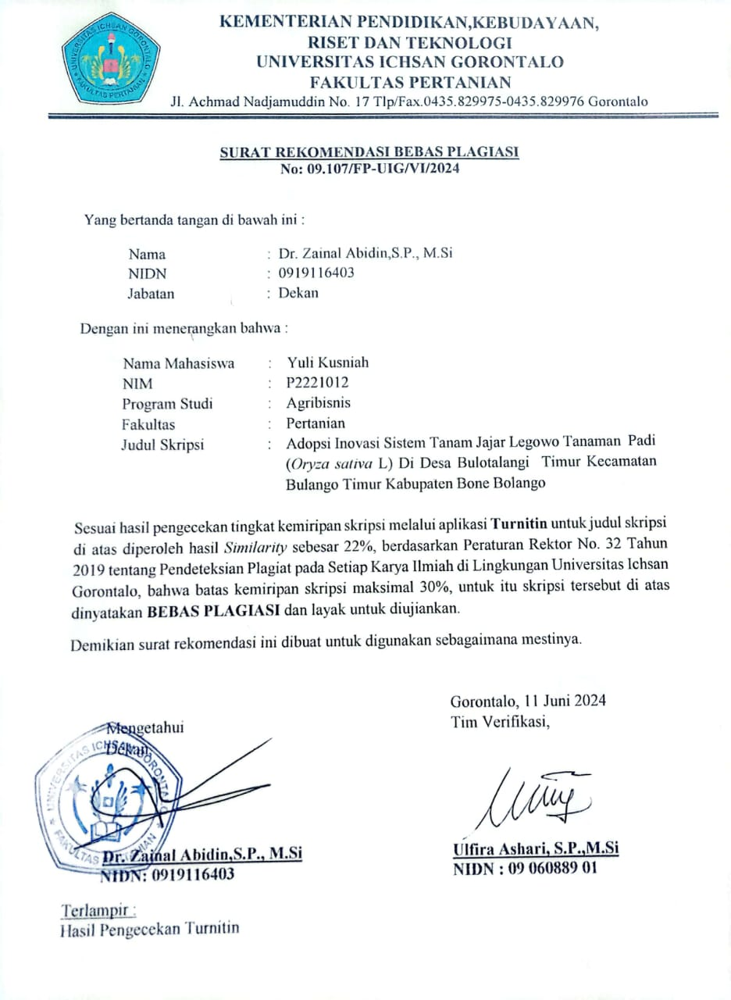 KEMENTERIAN PENDIDIKAN,KEBUDAYAAN,
RISET DAN TEKNOLOGI
UNIVERSITAS ICHSAN GORONTALO
FAKULTAS PERTANIAN
Jl. Achmad Nadjamuddin No. 17 Tlp/Fax.0435.829975-0435.829976 Gorontalo
UNIVERSITAS ICHSAN GORONTALO
FAKULTAS PERTANIAN
SURAT REKOMENDASI BEBAS PLAGIASI
No: 09.107/FP-UIG/VI/2024
Yang bertanda tangan di bawah ini :
Nama : Dr. Zainal Abidin,S.P., M.Si
NIDN : 0919116403
Jabatan : Dekan
Dengan ini menerangkan bahwa :
Nama Mahasiswa : Yuli Kusniah
NIM : P2221012
Program Studi : Agribisnis
Fakultas : Pertanian
Judul Skripsi : Adopsi Inovasi Sistem Tanam Jajar Legowo Tanaman Padi
(Oryza sativa L) Di Desa Bulotalangi Timur Kecamatan
Bulango Timur Kabupaten Bone Bolango
Sesuai hasil pengecekan tingkat kemiripan skripsi melalui aplikasi Turnitin untuk judul skripsi
di atas diperoleh hasil Similarity sebesar 22%, berdasarkan Peraturan Rektor No. 32 Tahun
2019 tentang Pendeteksian Plagiat pada Setiap Karya Ilmiah di Lingkungan Universitas Ichsan
Gorontalo, bahwa batas kemiripan skripsi maksimal 30%, untuk itu skripsi tersebut di atas
dinyatakan BEBAS PLAGIASI dan layak untuk diujiankan.
Demikian surat rekomendasi ini dibuat untuk digunakan sebagaimana mestinya.
Gorontalo, 11 Juni 2024
Tim Verifikasi,
Mengetahui
Dekan,
UNIVERSITAS ICHSAN GORONTALO
FAKULTAS PERTANIAN
Dr. Zainal Abidin,S.P., M.Si
NIDN: 0919116403
Ulfira Ashari, S.P.,M.Si
NIDN : 09 060889 01
Terlampir :
Hasil Pengecekan Turnitin